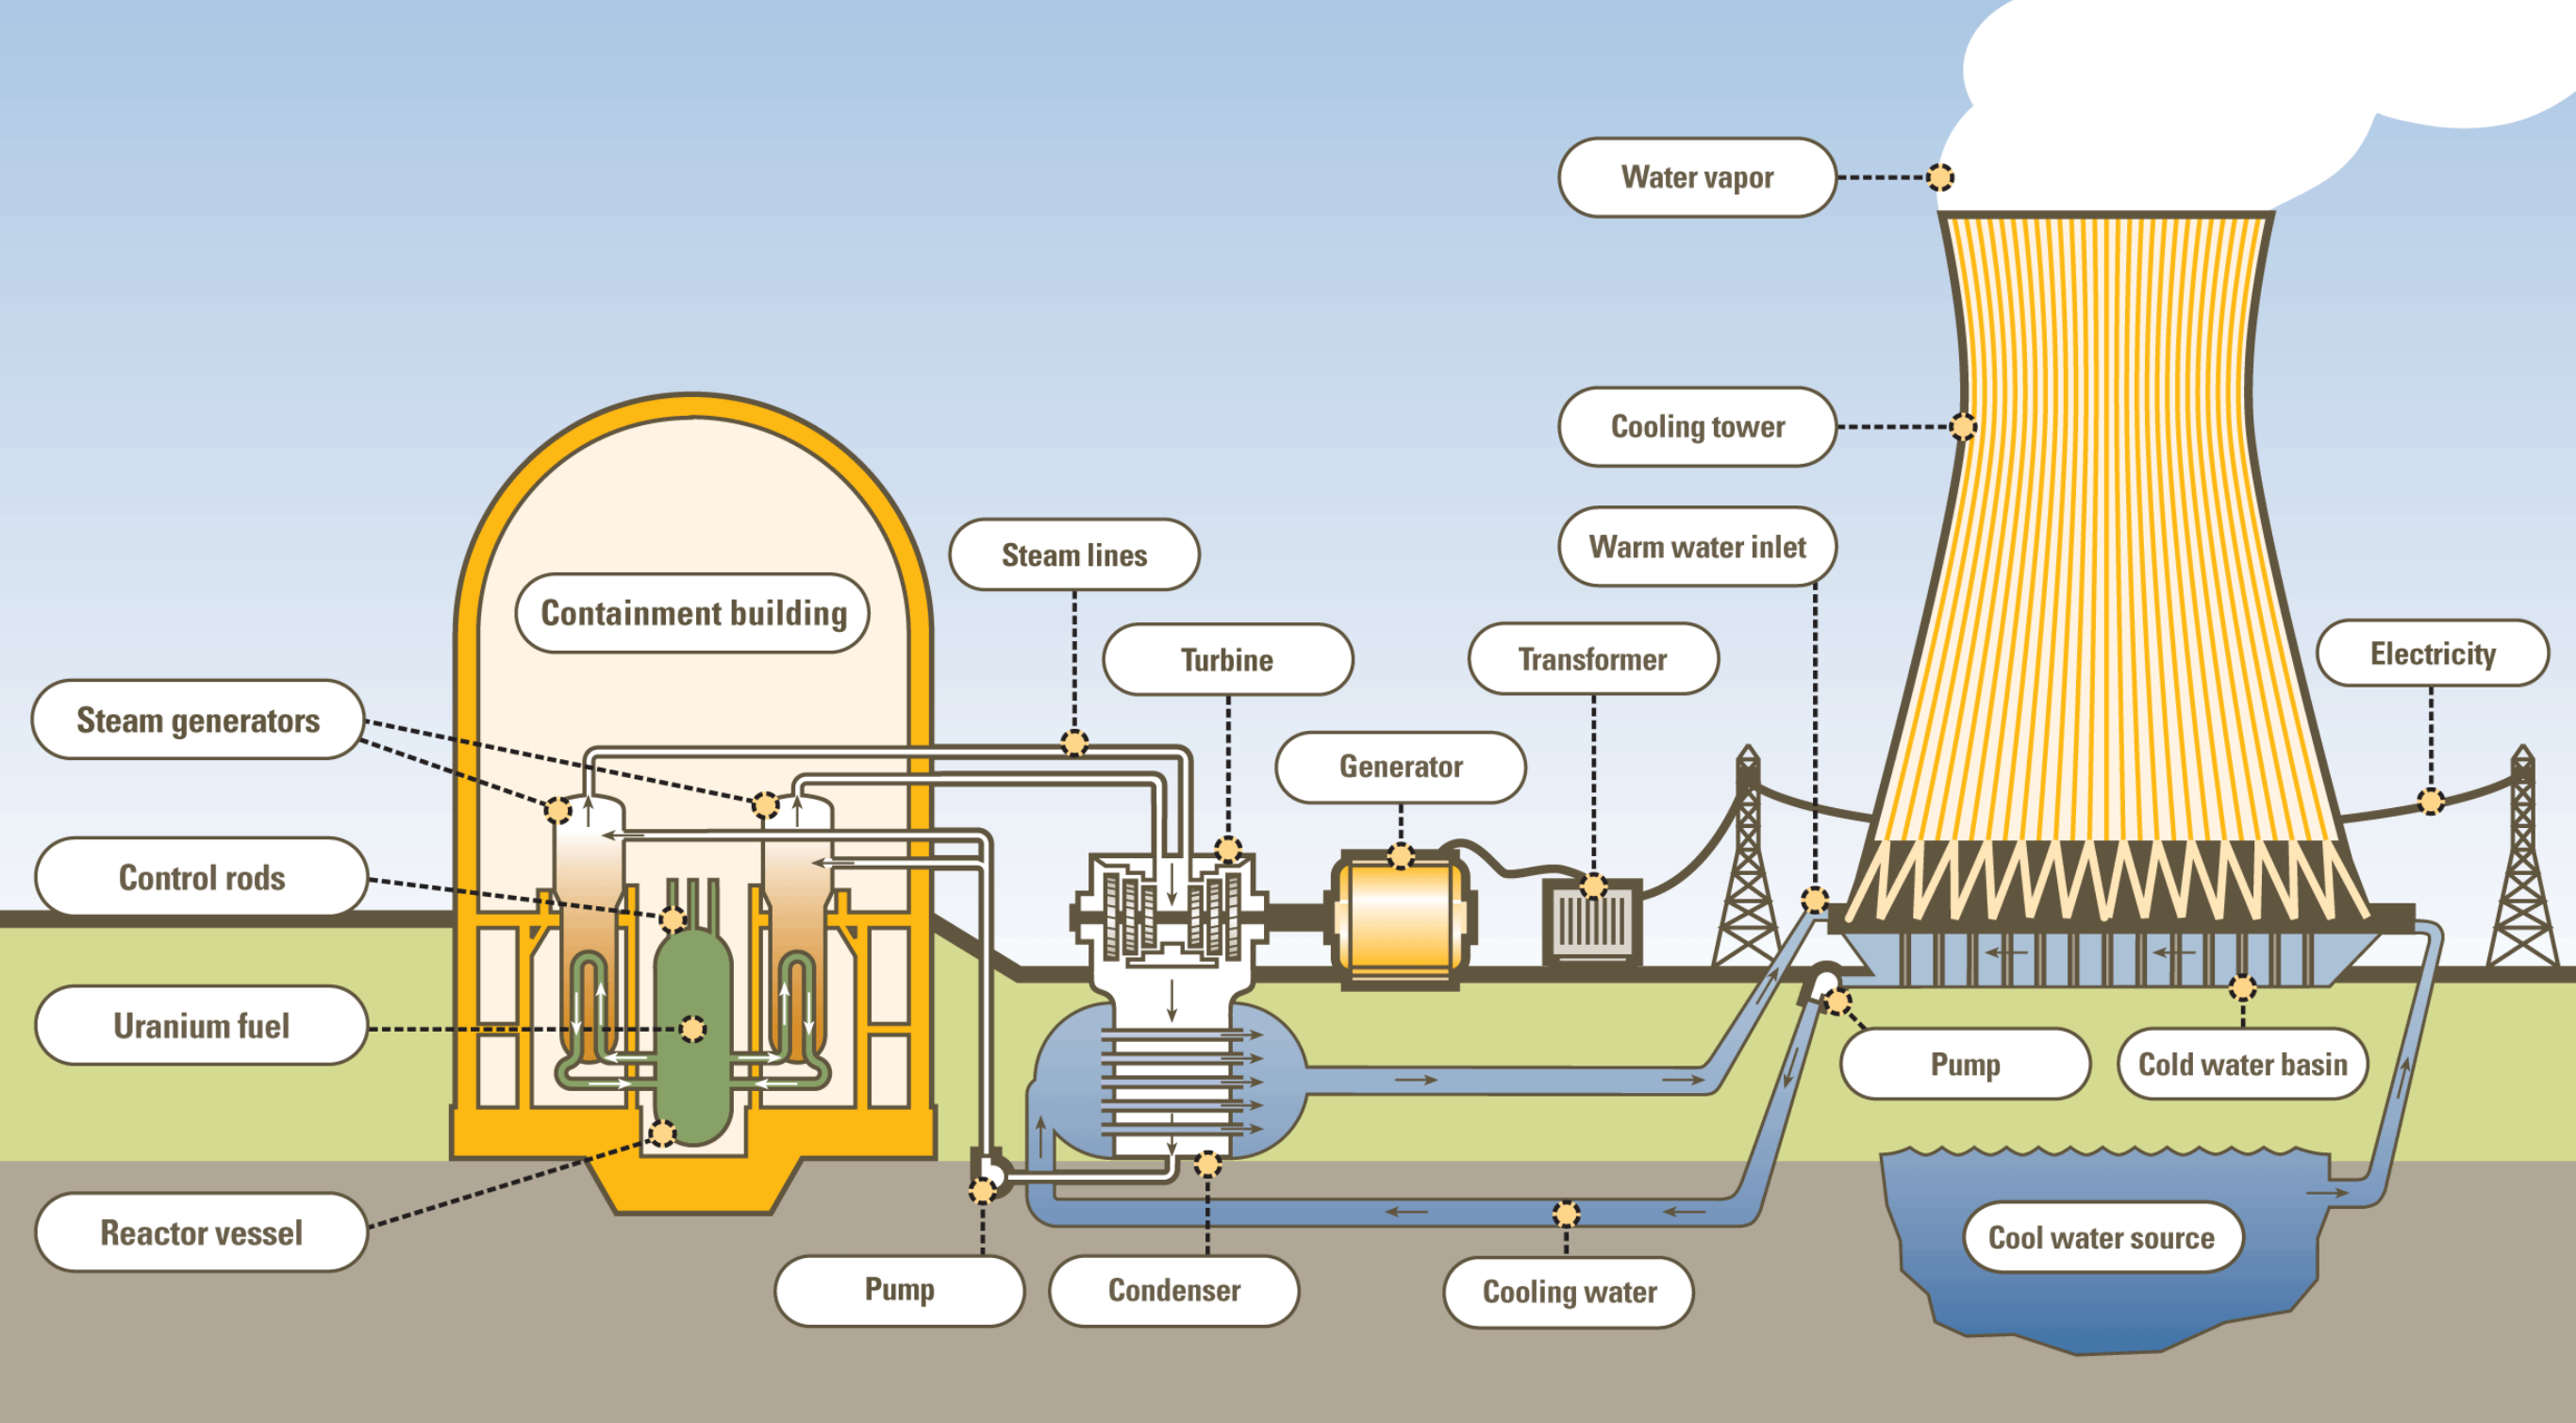 Water vapor
Cooling tower
Steam lines
Warm water inlet
Containment building
Turbine
Transformer
Electricity
Steam generators
Generator
Control rods
Uranium fuel
Pump
Cold water basin
Reactor vessel
Cool water source
Pump
Condenser
Cooling water